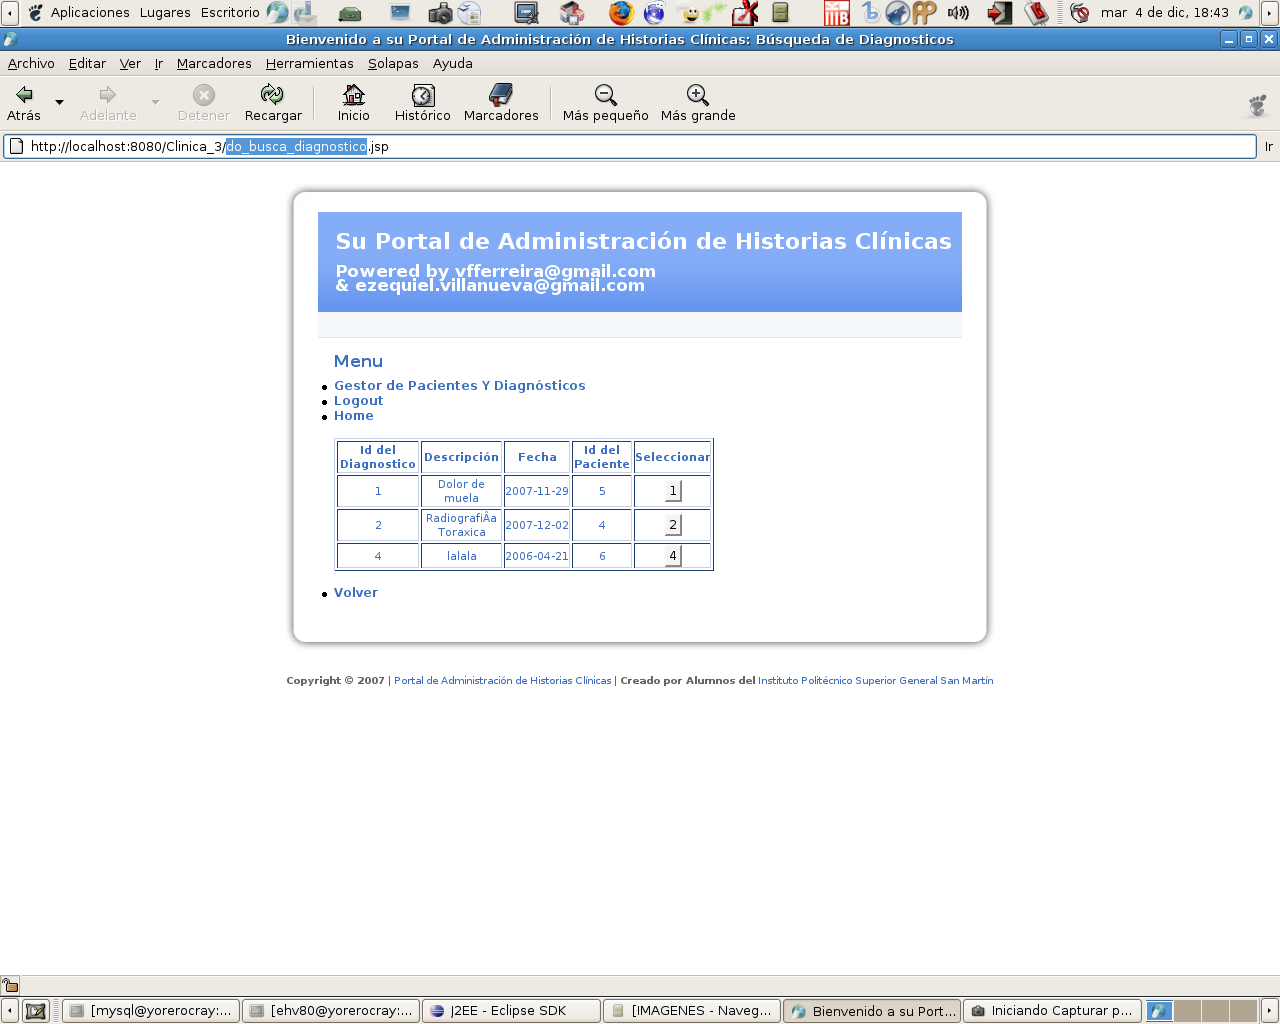 Aplicaciones Lugares Escritorio mar 4 de dic, 18:43
Bienvenido a su Portal de Administración de Historias Clínicas: Búsqueda de Diagnosticos
Archivo Editar Ver Ir Marcadores Herramientas Solapas Ayuda
Atrás Adelante Detener Recargar Inicio Histórico Marcadores Más pequeño Más grande
http://localhost:8080/Clinica_3/do_busca_diagnostico.jsp Ir
Su Portal de Administración de Historias Clínicas
Powered by vfferreira@gmail.com
& ezequiel.villanueva@gmail.com
Menu
Gestor de Pacientes Y Diagnósticos
Logout
Home
Id del Diagnostico Descripción Fecha Id del Paciente Seleccionar
1 Dolor de muela 2007-11-29 5 1
2 RadiografiÂa Toraxica 2007-12-02 4 2
4 lalala 2006-04-21 6 4
Volver
Copyright © 2007 | Portal de Administración de Historias Clínicas | Creado por Alumnos del Instituto Politécnico Superior General San Martín
[mysql@yorerocray:... [ehv80@yorerocray:... J2EE - Eclipse SDK [IMAGENES - Naveg... Bienvenido a su Port... Iniciando Capturar p...